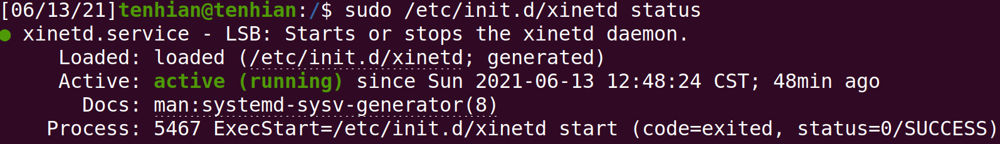 [06/13/21]tenhian@tenhian:/$ sudo /etc/init.d/xinetd status
● xinetd.service - LSB: Starts or stops the xinetd daemon.
     Loaded: loaded (/etc/init.d/xinetd; generated)
     Active: active (running) since Sun 2021-06-13 12:48:24 CST; 48min ago
       Docs: man:systemd-sysv-generator(8)
    Process: 5467 ExecStart=/etc/init.d/xinetd start (code=exited, status=0/SUCCESS)